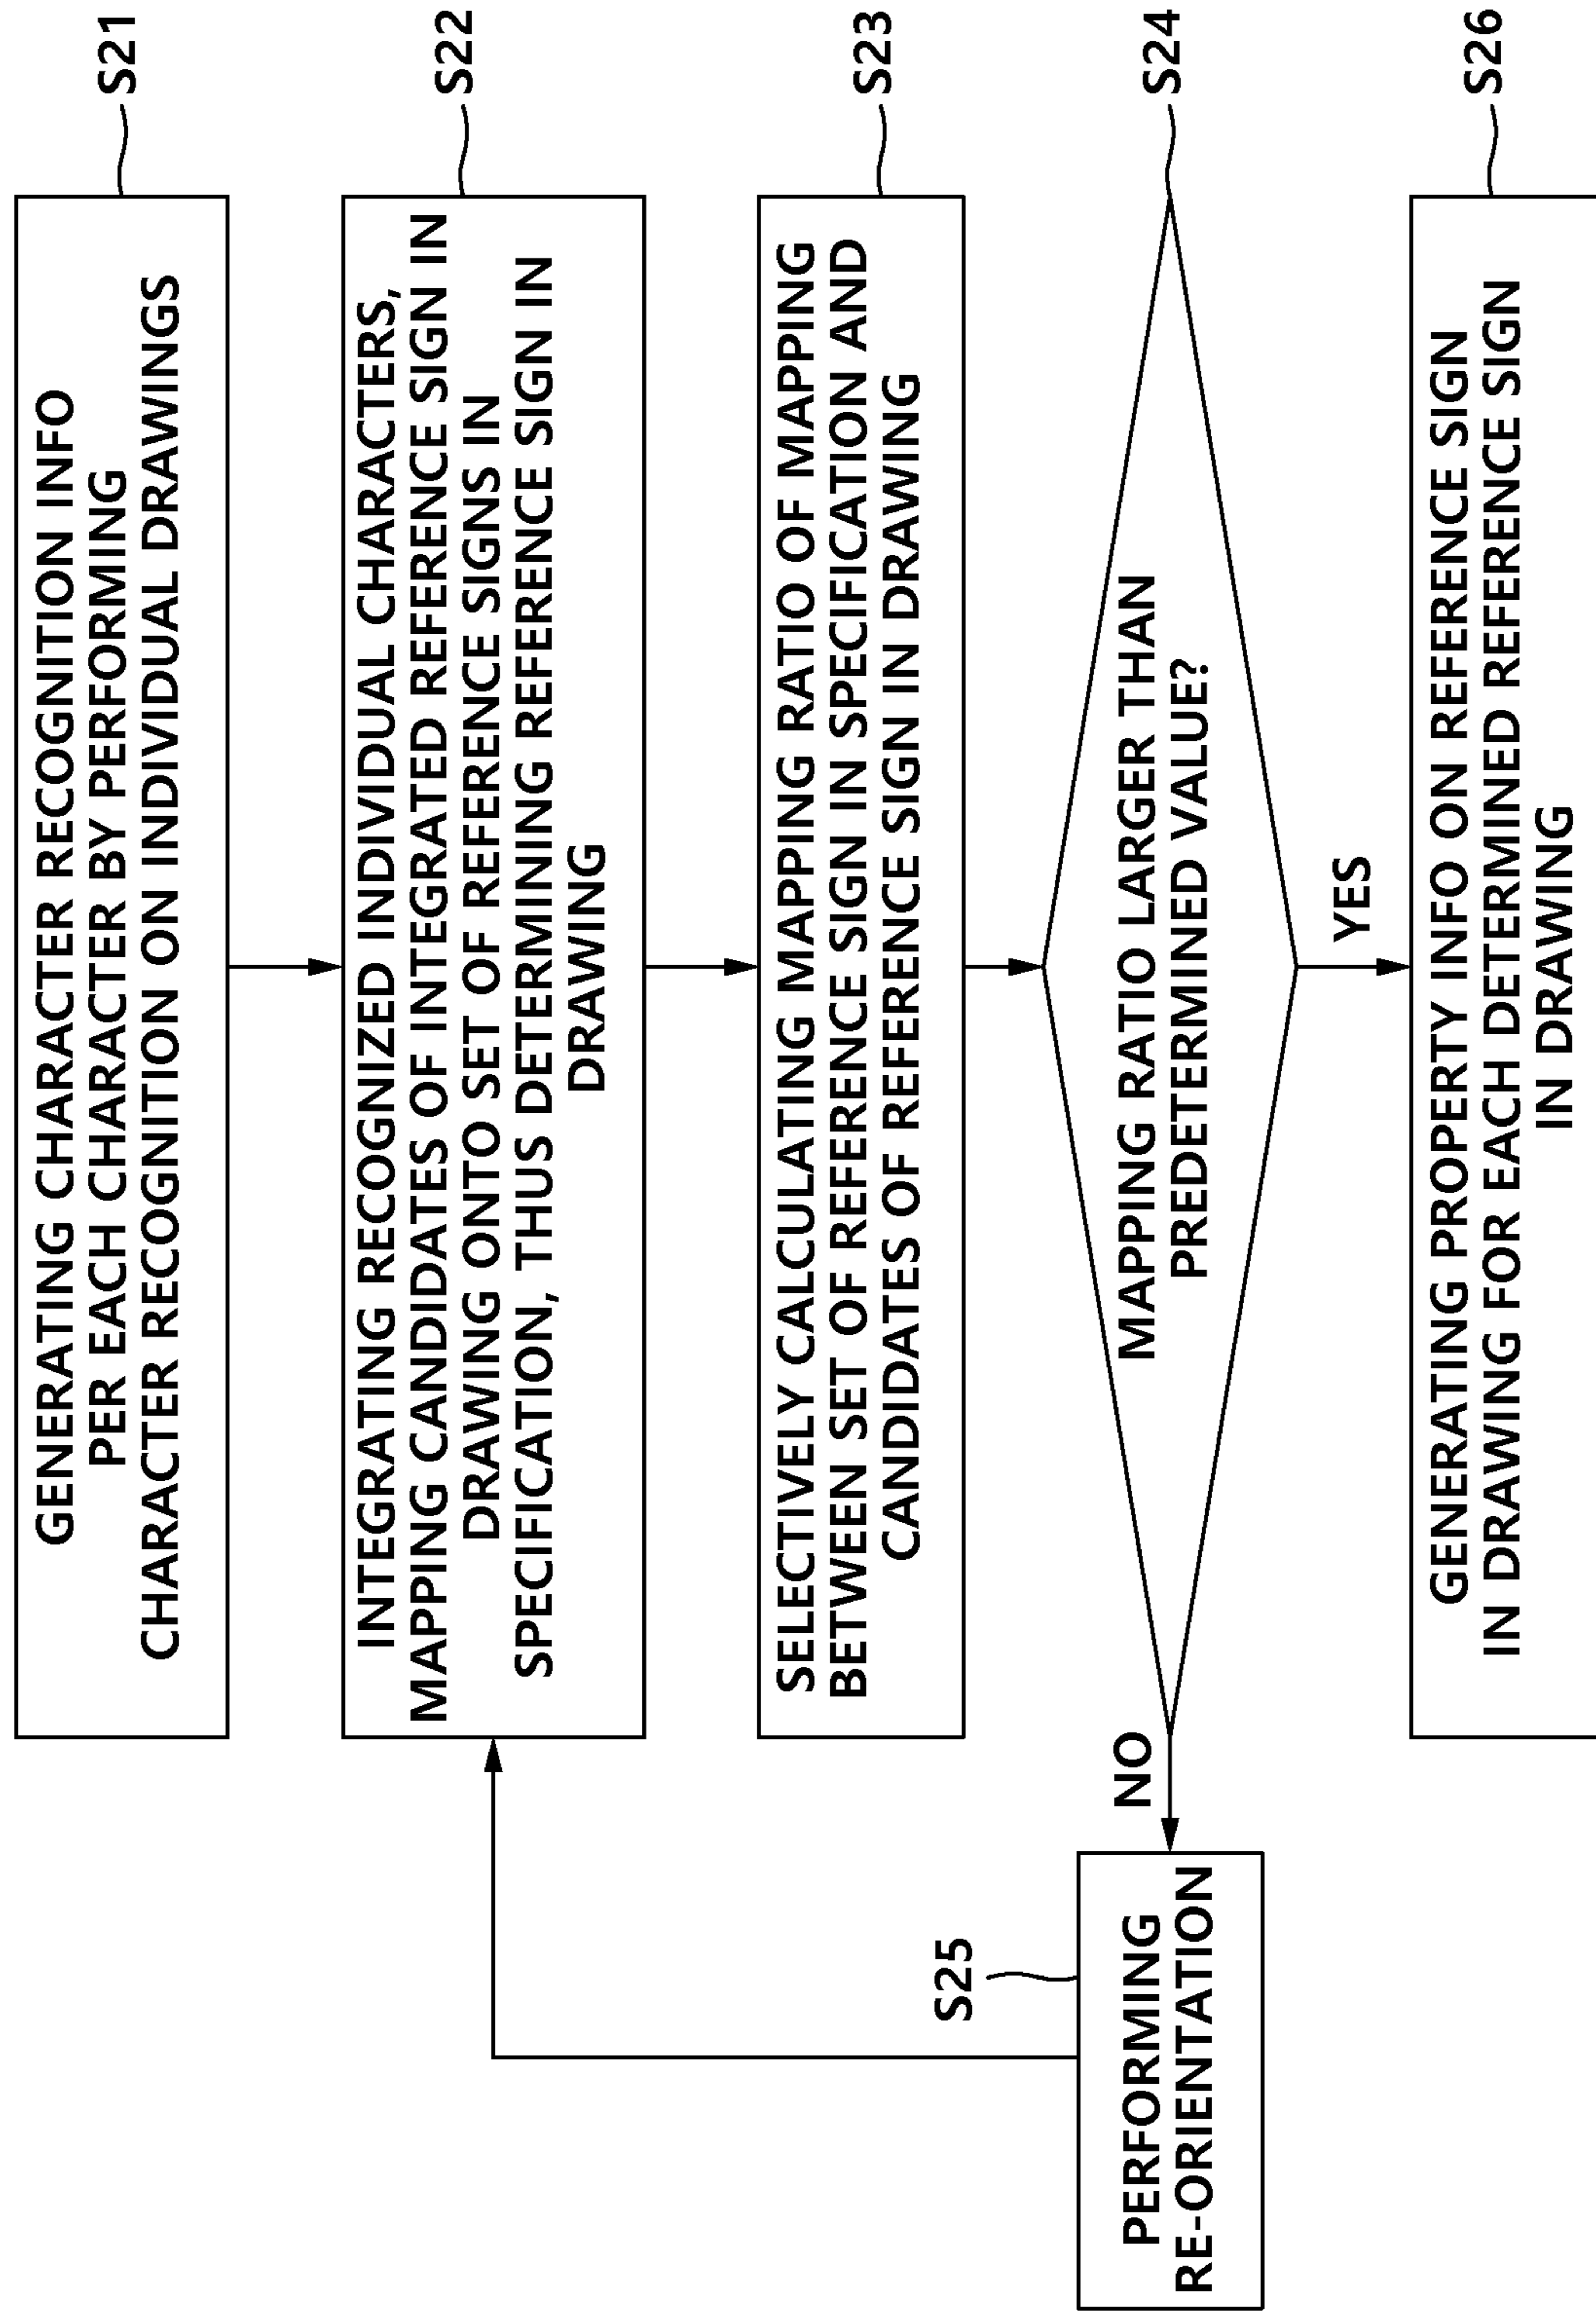 GENERATING CHARACTER RECOGNITION INFO
PER EACH CHARACTER BY PERFORMING
CHARACTER RECOGNITION ON INDIVIDUAL DRAWINGS
S21
INTEGRATING RECOGNIZED INDIVIDUAL CHARACTERS,
MAPPING CANDIDATES OF INTEGRATED REFERENCE SIGN IN
DRAWING ONTO SET OF REFERENCE SIGNS IN
SPECIFICATION, THUS DETERMINING REFERENCE SIGN IN
DRAWING
S22
SELECTIVELY CALCULATING MAPPING RATIO OF MAPPING
BETWEEN SET OF REFERENCE SIGN IN SPECIFICATION AND
CANDIDATES OF REFERENCE SIGN IN DRAWING
S23
MAPPING RATIO LARGER THAN
PREDETERMINED VALUE?
S24
NO
S25
PERFORMING
RE-ORIENTATION
YES
GENERATING PROPERTY INFO ON REFERENCE SIGN
IN DRAWING FOR EACH DETERMINED REFERENCE SIGN
IN DRAWING
S26